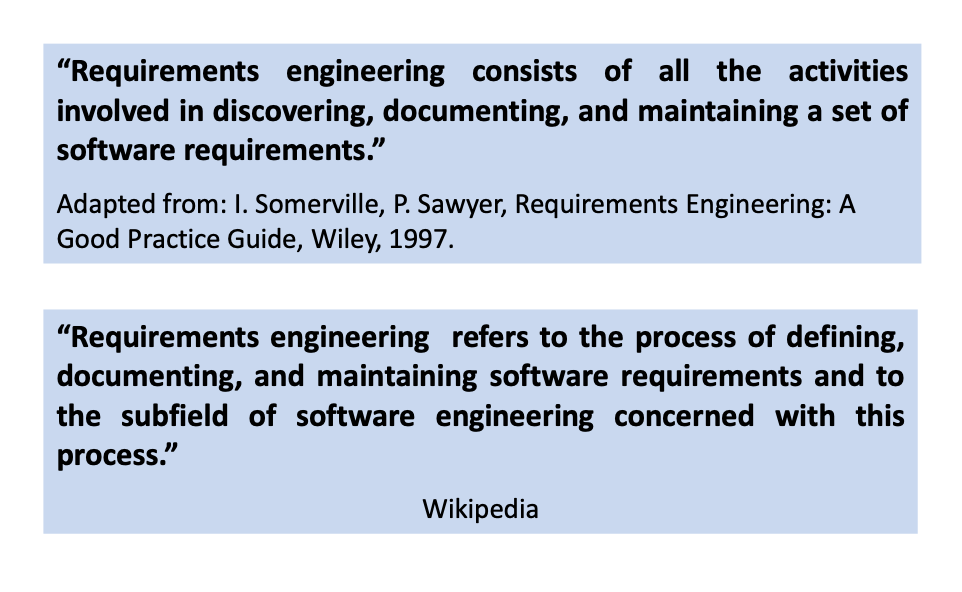 “Requirements engineering consists of all the activities
involved in discovering, documenting, and maintaining a set of
software requirements.”
Adapted from: I. Somerville, P. Sawyer, Requirements Engineering: A
Good Practice Guide, Wiley, 1997.
“Requirements engineering  refers to the process of defining,
documenting, and maintaining software requirements and to
the subfield of software engineering concerned with this
process.”
Wikipedia